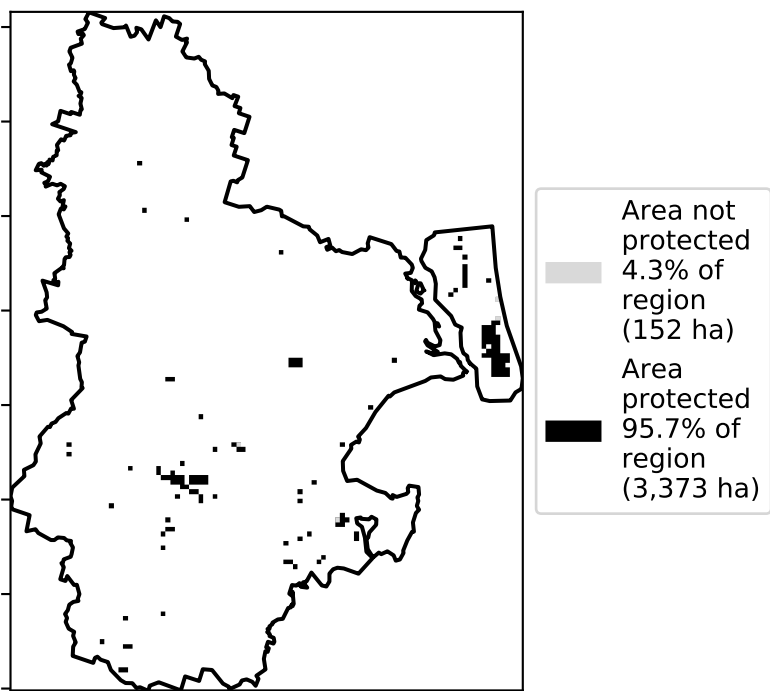 Area not
protected
4.3% of
region
(152 ha)
Area
protected
95.7% of
region
(3,373 ha)